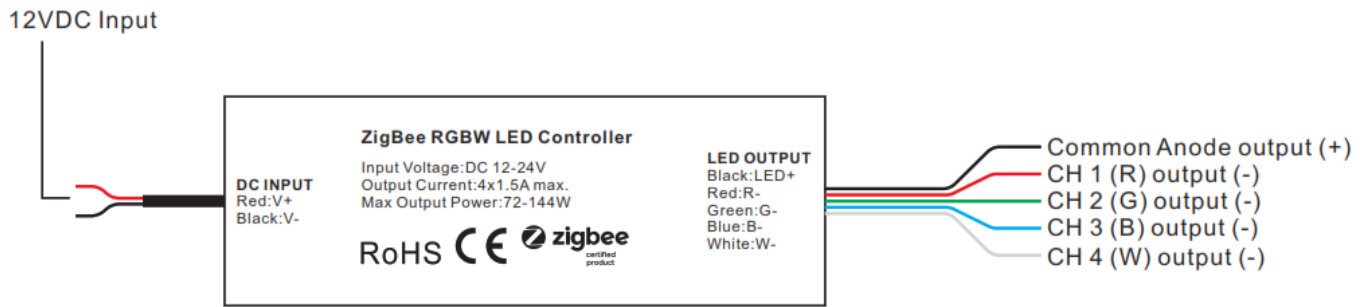 12VDC Input
ZigBee RGBW LED Controller
Input Voltage:DC 12-24V
Output Current:4x1.5A max.
Max Output Power:72-144W
RoHS CE zigbee
certified
product
DC INPUT
Red:V+
Black:V-
LED OUTPUT
Black:LED+
Red:R-
Green:G-
Blue:B-
White:W-
Common Anode output (+)
CH 1 (R) output (-)
CH 2 (G) output (-)
CH 3 (B) output (-)
CH 4 (W) output (-)